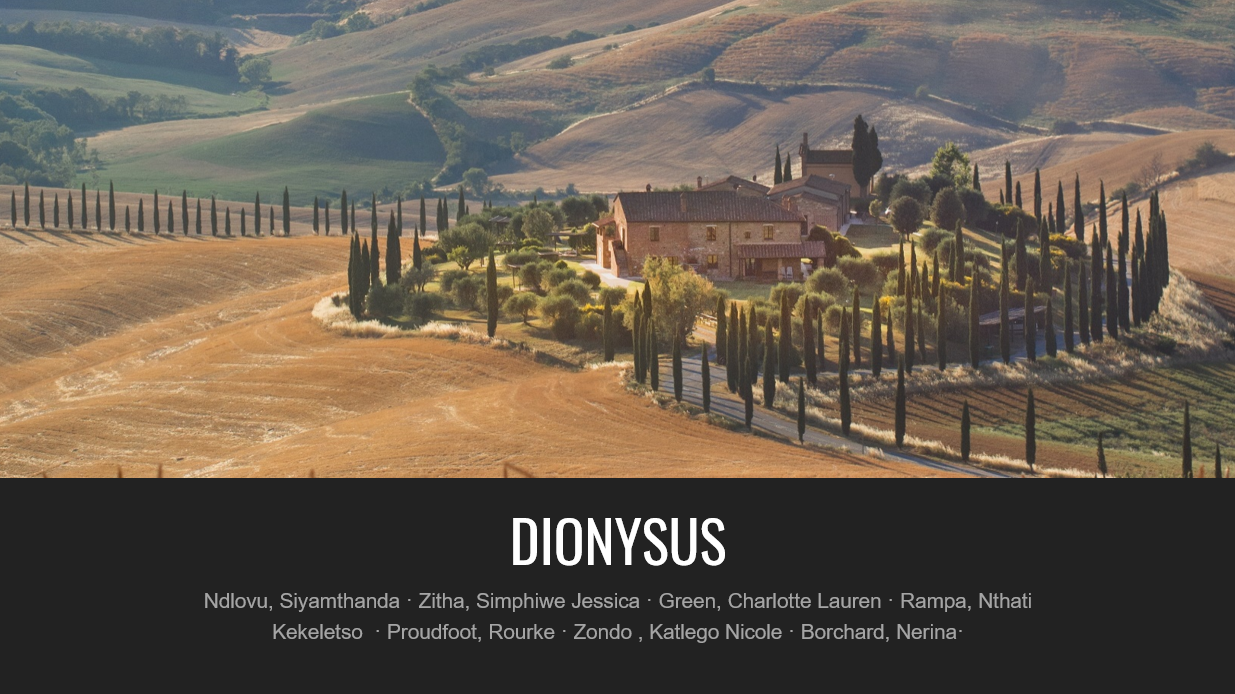 DIONYSUS
Ndlovu, Siyamthanda · Zitha, Simphiwe Jessica · Green, Charlotte Lauren · Rampa, Nthati
Kekeletso  · Proudfoot, Rourke · Zondo , Katlego Nicole · Borchard, Nerina·